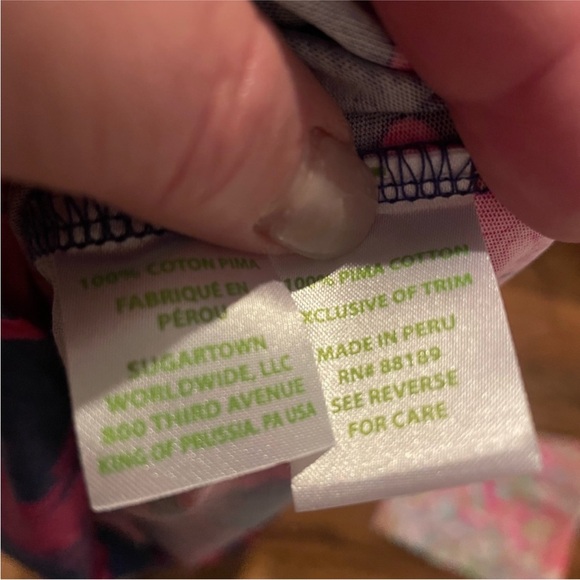 100% COTON PIMA
FABRIQUÉ EN
PÉROU
SUGARTOWN
WORLDWIDE, LLC
800 THIRD AVENUE
KING OF PRUSSIA, PA USA
100% PIMA COTTON
XCLUSIVE OF TRIM
MADE IN PERU
RN# 88189
SEE REVERSE
FOR CARE